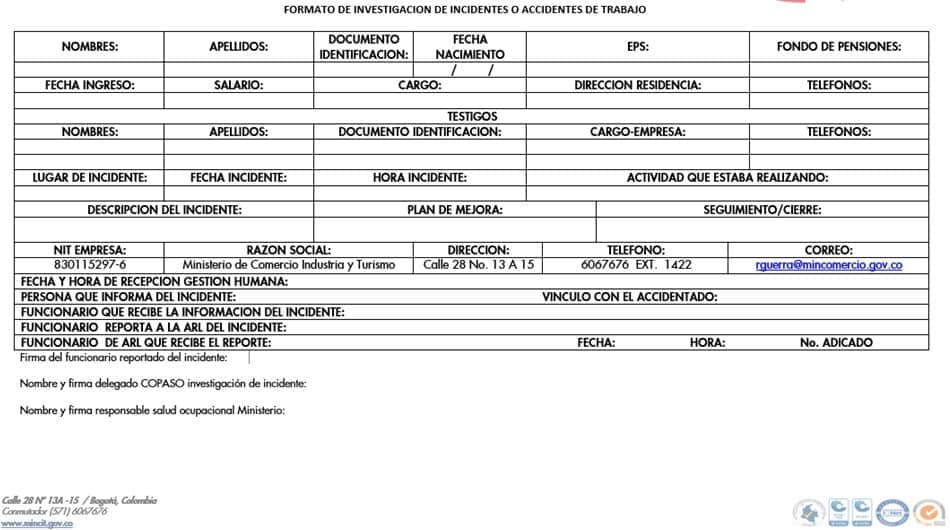 FORMATO DE INVESTIGACION DE INCIDENTES O ACCIDENTES DE TRABAJO
NOMBRES: APELLIDOS: DOCUMENTO IDENTIFICACION: FECHA NACIMIENTO EPS: FONDO DE PENSIONES:
/ /
FECHA INGRESO: SALARIO: CARGO: DIRECCION RESIDENCIA: TELEFONOS:
TESTIGOS
NOMBRES: APELLIDOS: DOCUMENTO IDENTIFICACION: CARGO-EMPRESA: TELEFONOS:
LUGAR DE INCIDENTE: FECHA INCIDENTE: HORA INCIDENTE: ACTIVIDAD QUE ESTABA REALIZANDO:
DESCRIPCION DEL INCIDENTE: PLAN DE MEJORA: SEGUIMIENTO/CIERRE:
NIT EMPRESA: RAZON SOCIAL: DIRECCION: TELEFONO: CORREO:
830115297-6 Ministerio de Comercio Industria y Turismo Calle 28 No. 13 A 15 6067676 EXT. 1422 rguerra@mincomercio.gov.co
FECHA Y HORA DE RECEPCION GESTION HUMANA:
PERSONA QUE INFORMA DEL INCIDENTE: VINCULO CON EL ACCIDENTADO:
FUNCIONARIO QUE RECIBE LA INFORMACION DEL INCIDENTE:
FUNCIONARIO REPORTA A LA ARL DEL INCIDENTE:
FUNCIONARIO DE ARL QUE RECIBE EL REPORTE: FECHA: HORA: No. ADICADO
Firma del funcionario reportado del incidente:
Nombre y firma delegado COPASO investigación de incidente:
Nombre y firma responsable salud ocupacional Ministerio:
Calle 28 Nº 13A -15 / Bogotá, Colombia
Conmutador (571) 6067676
www.mincit.gov.co